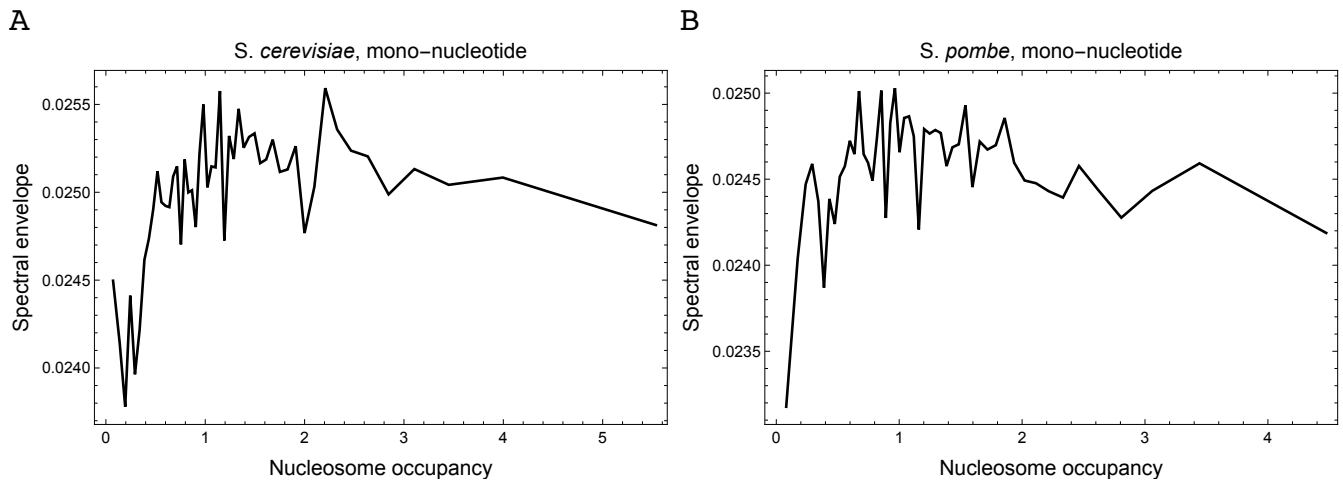 A
S. cerevisiae, mono-nucleotide
Spectral envelope
0.0255
0.0250
0.0245
0.0240
0 1 2 3 4 5
Nucleosome occupancy
B
S. pombe, mono-nucleotide
Spectral envelope
0.0250
0.0245
0.0240
0.0235
0 1 2 3 4
Nucleosome occupancy